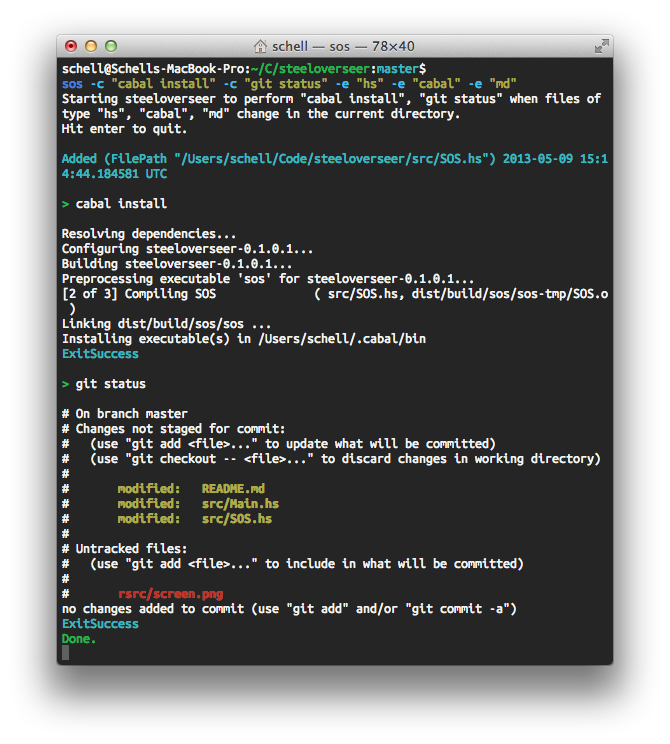 schell — sos — 78×40
schell@Schells-MacBook-Pro:~/C/steeloverseer:master$
sos -c "cabal install" -c "git status" -e "hs" -e "cabal" -e "md"
Starting steeloverseer to perform "cabal install", "git status" when files of
type "hs", "cabal", "md" change in the current directory.
Hit enter to quit.
Added (FilePath "/Users/schell/Code/steeloverseer/src/SOS.hs") 2013-05-09 15:1
4:44.184581 UTC
> cabal install
Resolving dependencies...
Configuring steeloverseer-0.1.0.1...
Building steeloverseer-0.1.0.1...
Preprocessing executable 'sos' for steeloverseer-0.1.0.1...
[2 of 3] Compiling SOS              ( src/SOS.hs, dist/build/sos/sos-tmp/SOS.o
 )
Linking dist/build/sos/sos ...
Installing executable(s) in /Users/schell/.cabal/bin
ExitSuccess
> git status
# On branch master
# Changes not staged for commit:
#   (use "git add <file>..." to update what will be committed)
#   (use "git checkout -- <file>..." to discard changes in working directory)
#
#       modified:   README.md
#       modified:   src/Main.hs
#       modified:   src/SOS.hs
#
# Untracked files:
#   (use "git add <file>..." to include in what will be committed)
#
#       rsrc/screen.png
no changes added to commit (use "git add" and/or "git commit -a")
ExitSuccess
Done.